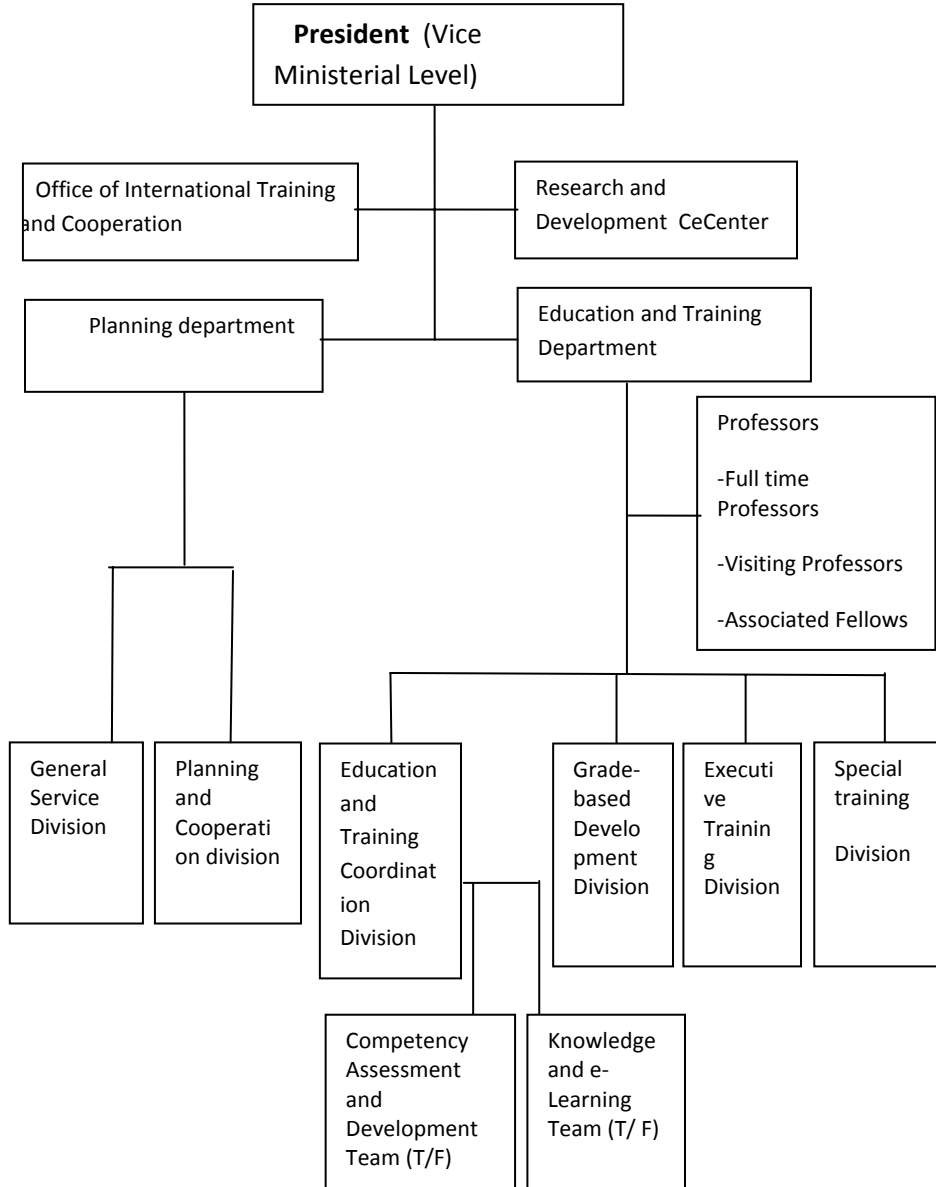 President (Vice
Ministerial Level)
Office of International Training
and Cooperation
Research and
Development CeCenter
Planning department
Education and Training
Department
Professors
-Full time
Professors
-Visiting Professors
-Associated Fellows
General
Service
Division
Planning
and
Cooperati
on division
Education
and
Training
Coordinat
ion
Division
Grade-
based
Develo
pment
Division
Executi
ve
Trainin
g
Division
Special
training
Division
Competency
Assessment
and
Development
Team (T/F)
Knowledge
and e-
Learning
Team (T/ F)